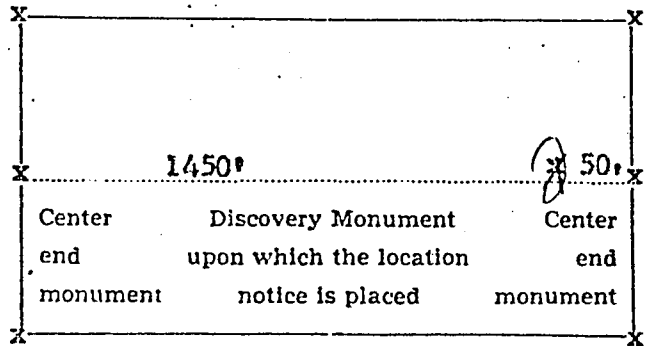 X X
1450'
X X 50' X
Center Discovery Monument Center
end upon which the location end
monument notice is placed monument
X X